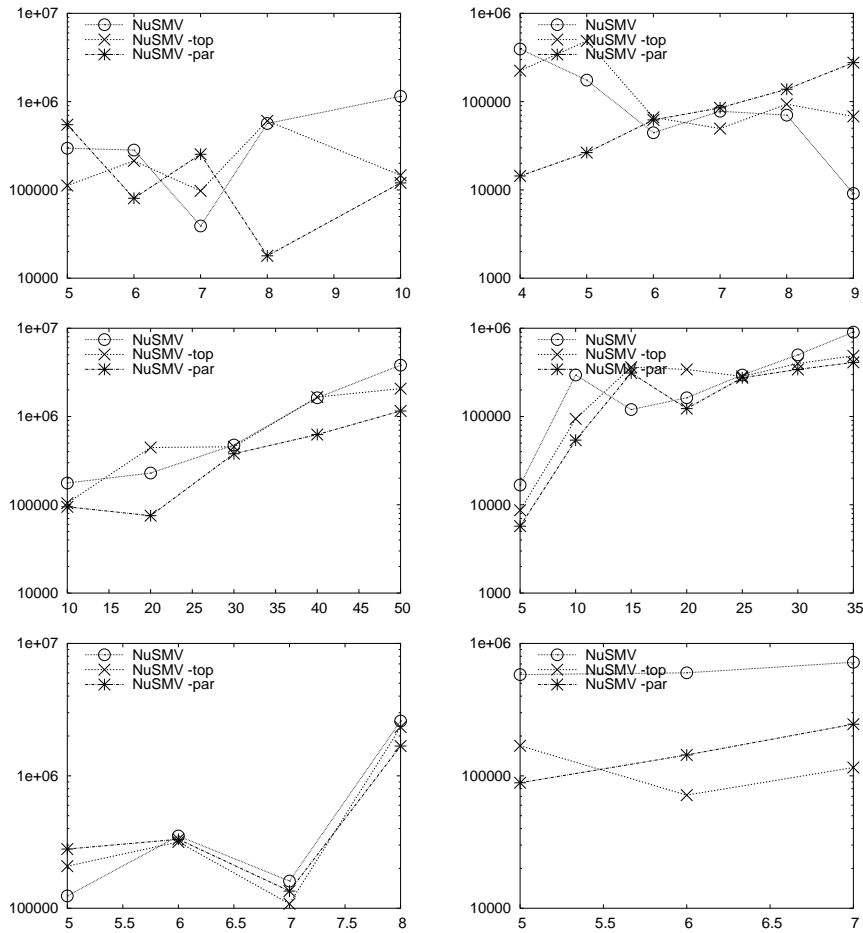 1e+07
NuSMV
NuSMV -top
NuSMV -par
1e+06
100000
10000
5 6 7 8 9 10
1e+06
NuSMV
NuSMV -top
NuSMV -par
100000
10000
1000
4 5 6 7 8 9
1e+07
NuSMV
NuSMV -top
NuSMV -par
1e+06
100000
10000
10 15 20 25 30 35 40 45 50
1e+06
NuSMV
NuSMV -top
NuSMV -par
100000
10000
1000
5 10 15 20 25 30 35
1e+07
NuSMV
NuSMV -top
NuSMV -par
1e+06
100000
5 5.5 6 6.5 7 7.5 8
1e+06
NuSMV
NuSMV -top
NuSMV -par
100000
10000
5 5.5 6 6.5 7